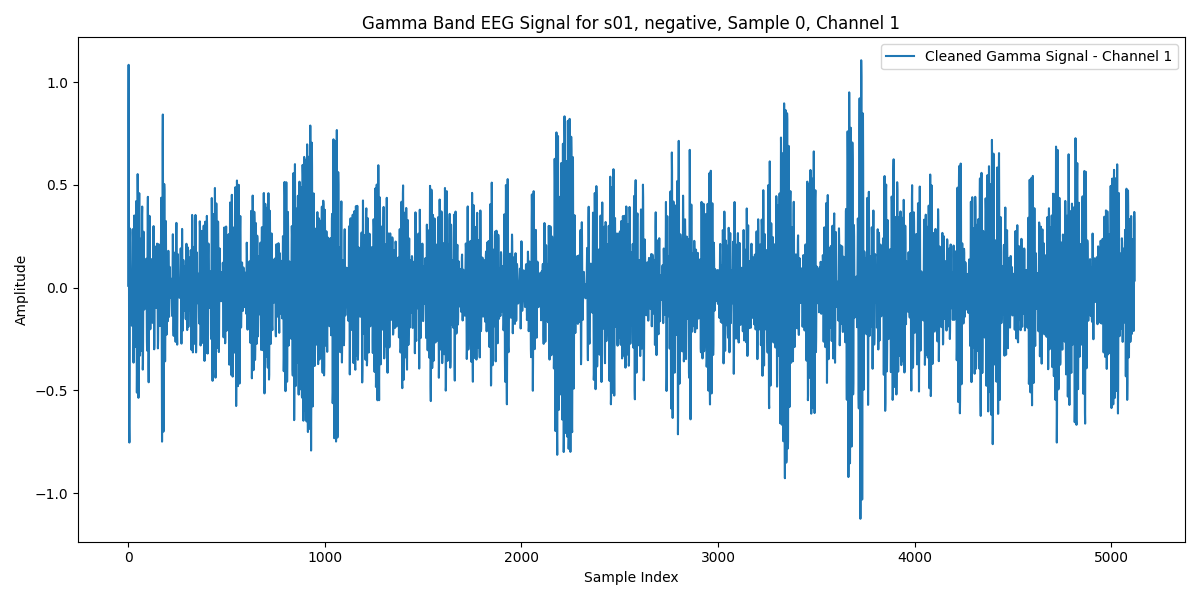 Gamma Band EEG Signal for s01, negative, Sample 0, Channel 1
Cleaned Gamma Signal - Channel 1
1.0
0.5
0.0
−0.5
−1.0
Amplitude
0 1000 2000 3000 4000 5000
Sample Index